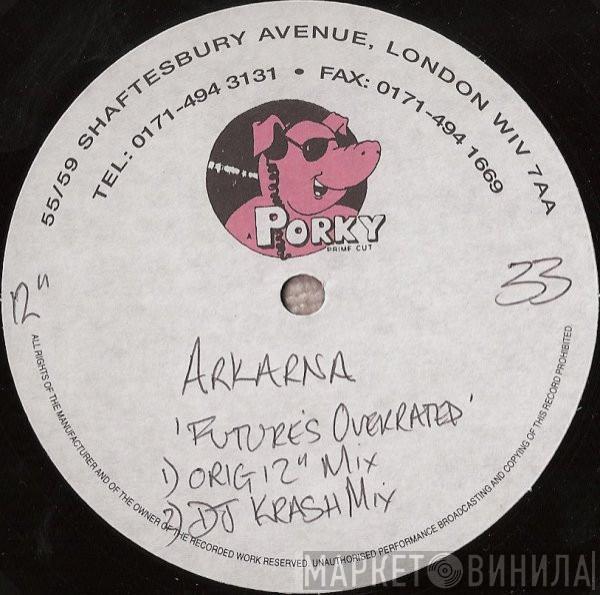 55/59 SHAFTESBURY AVENUE, LONDON WIV 7AA
TEL: 0171-494 3131 • FAX: 0171-494 1669
A
PORKY
PRIME CUT
12"
33
ARKARNA
'FUTURE'S OVERRATED'
1) ORIG 12" MIX
2) DJ KRASH MIX
ALL RIGHTS OF THE MANUFACTURER AND OF THE OWNER OF THE RECORDED WORK RESERVED. UNAUTHORISED PERFORMANCE BROADCASTING AND COPYING OF THIS RECORD PROHIBITED.
МАРКЕТ ВИНИЛА